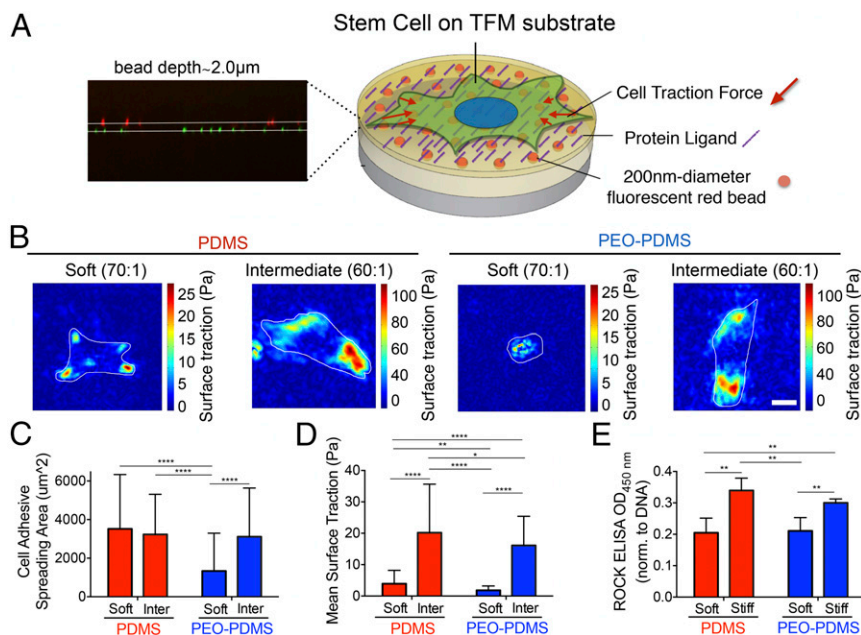 A
Stem Cell on TFM substrate
bead depth~2.0μm
Cell Traction Force
Protein Ligand
200nm-diameter
fluorescent red bead
B
PDMS
PEO-PDMS
Soft (70:1)
Intermediate (60:1)
Soft (70:1)
Intermediate (60:1)
25
20
15
10
5
0
Surface traction (Pa)
100
80
60
40
20
0
Surface traction (Pa)
25
20
15
10
5
0
Surface traction (Pa)
100
80
60
40
20
0
Surface traction (Pa)
C
Cell Adhesive
Spreading Area (um^2)
6000
4000
2000
0
****
****
****
Soft
Inter
Soft
Inter
PDMS
PEO-PDMS
D
Mean Surface Traction (Pa)
40
30
20
10
0
****
**
*
****
****
****
Soft
Inter
Soft
Inter
PDMS
PEO-PDMS
E
ROCK ELISA OD450 nm
(norm. to DNA)
0.4
0.3
0.2
0.1
0.0
**
**
**
**
Soft
Stiff
Soft
Stiff
PDMS
PEO-PDMS